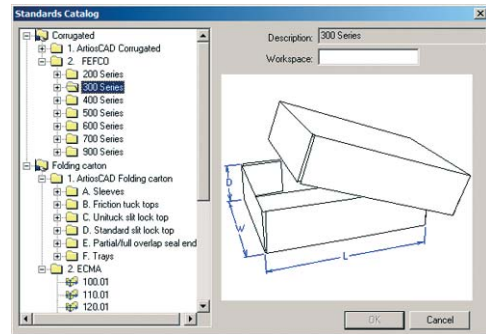 Standards Catalog
Corrugated
1. ArtiosCAD Corrugated
2. FEFCO
200 Series
300 Series
400 Series
500 Series
600 Series
700 Series
900 Series
Folding carton
1. ArtiosCAD Folding carton
A. Sleeves
B. Friction tuck tops
C. Unituck slit lock top
D. Standard slit lock top
E. Partial/full overlap seal end
F. Trays
2. ECMA
100.01
110.01
120.01
Description: 300 Series
Workspace:
D
W
L
OK
Cancel